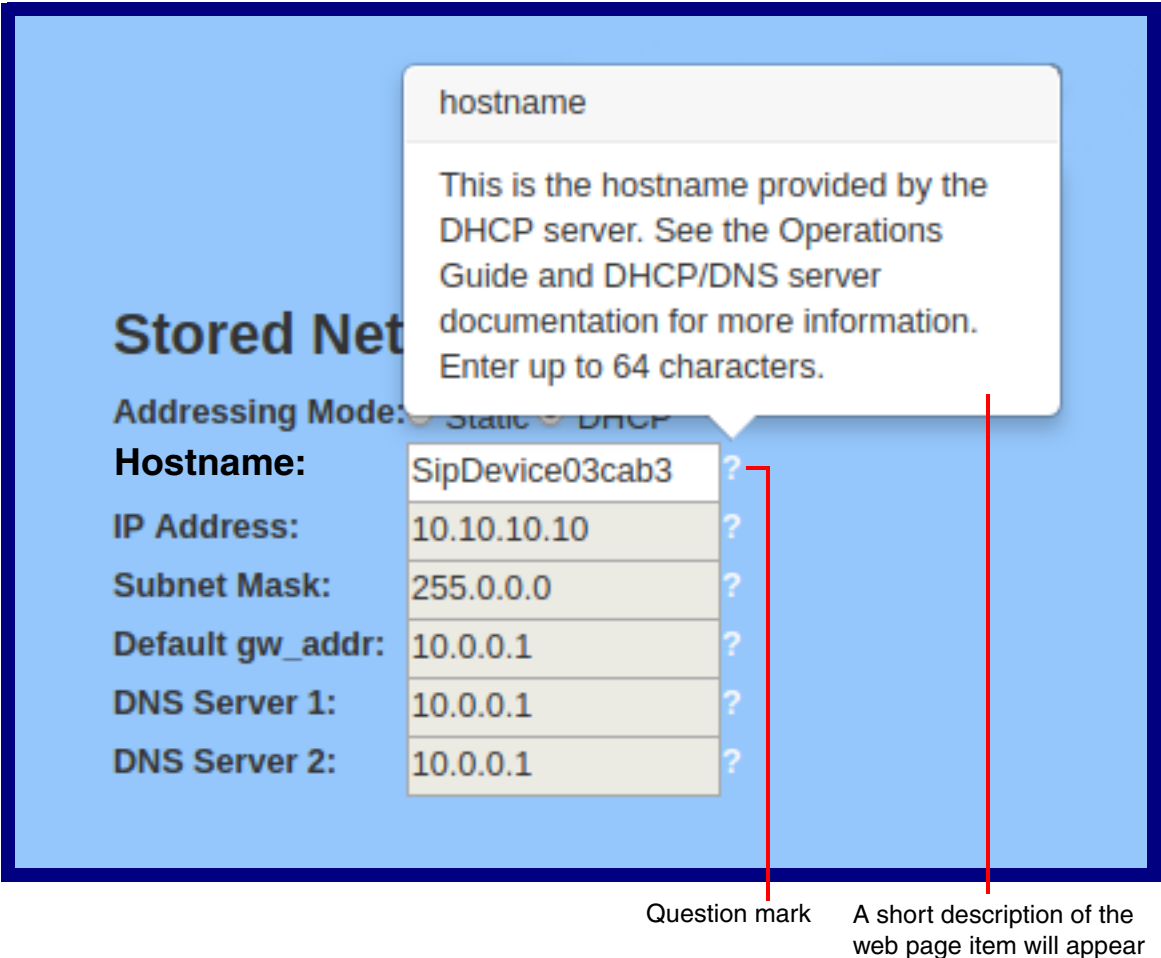 hostname
This is the hostname provided by the
DHCP server. See the Operations
Guide and DHCP/DNS server
documentation for more information.
Enter up to 64 characters.
Stored Net
Addressing Mode: Static DHCP
Hostname: SipDevice03cab3 ?
IP Address: 10.10.10.10 ?
Subnet Mask: 255.0.0.0 ?
Default gw_addr: 10.0.0.1 ?
DNS Server 1: 10.0.0.1 ?
DNS Server 2: 10.0.0.1 ?
Question mark
A short description of the
web page item will appear